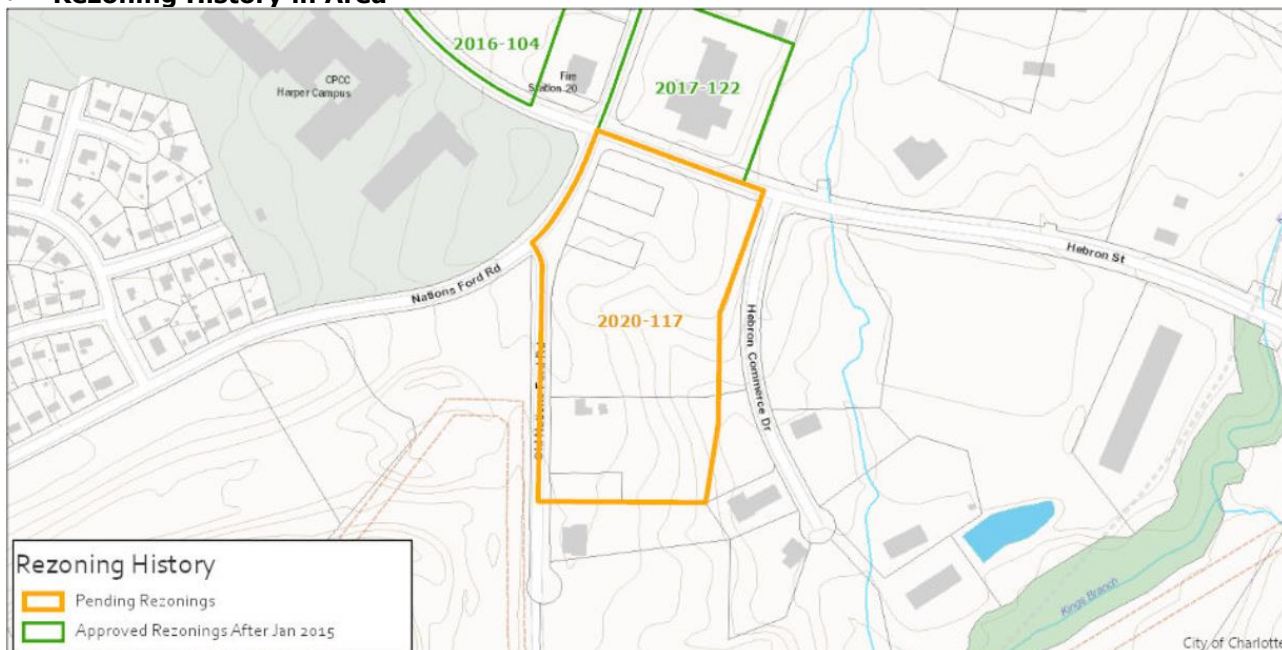 Rezoning History in Area
2016-104
CPCC
Harper Campus
Fire
Station 20
2017-122
Hebron St
Nations Ford Rd
2020-117
Hebron Commerce Dr
Old Nations Ford Rd
Kings Branch
Rezoning History
Pending Rezonings
Approved Rezonings After Jan 2015
City of Charlotte